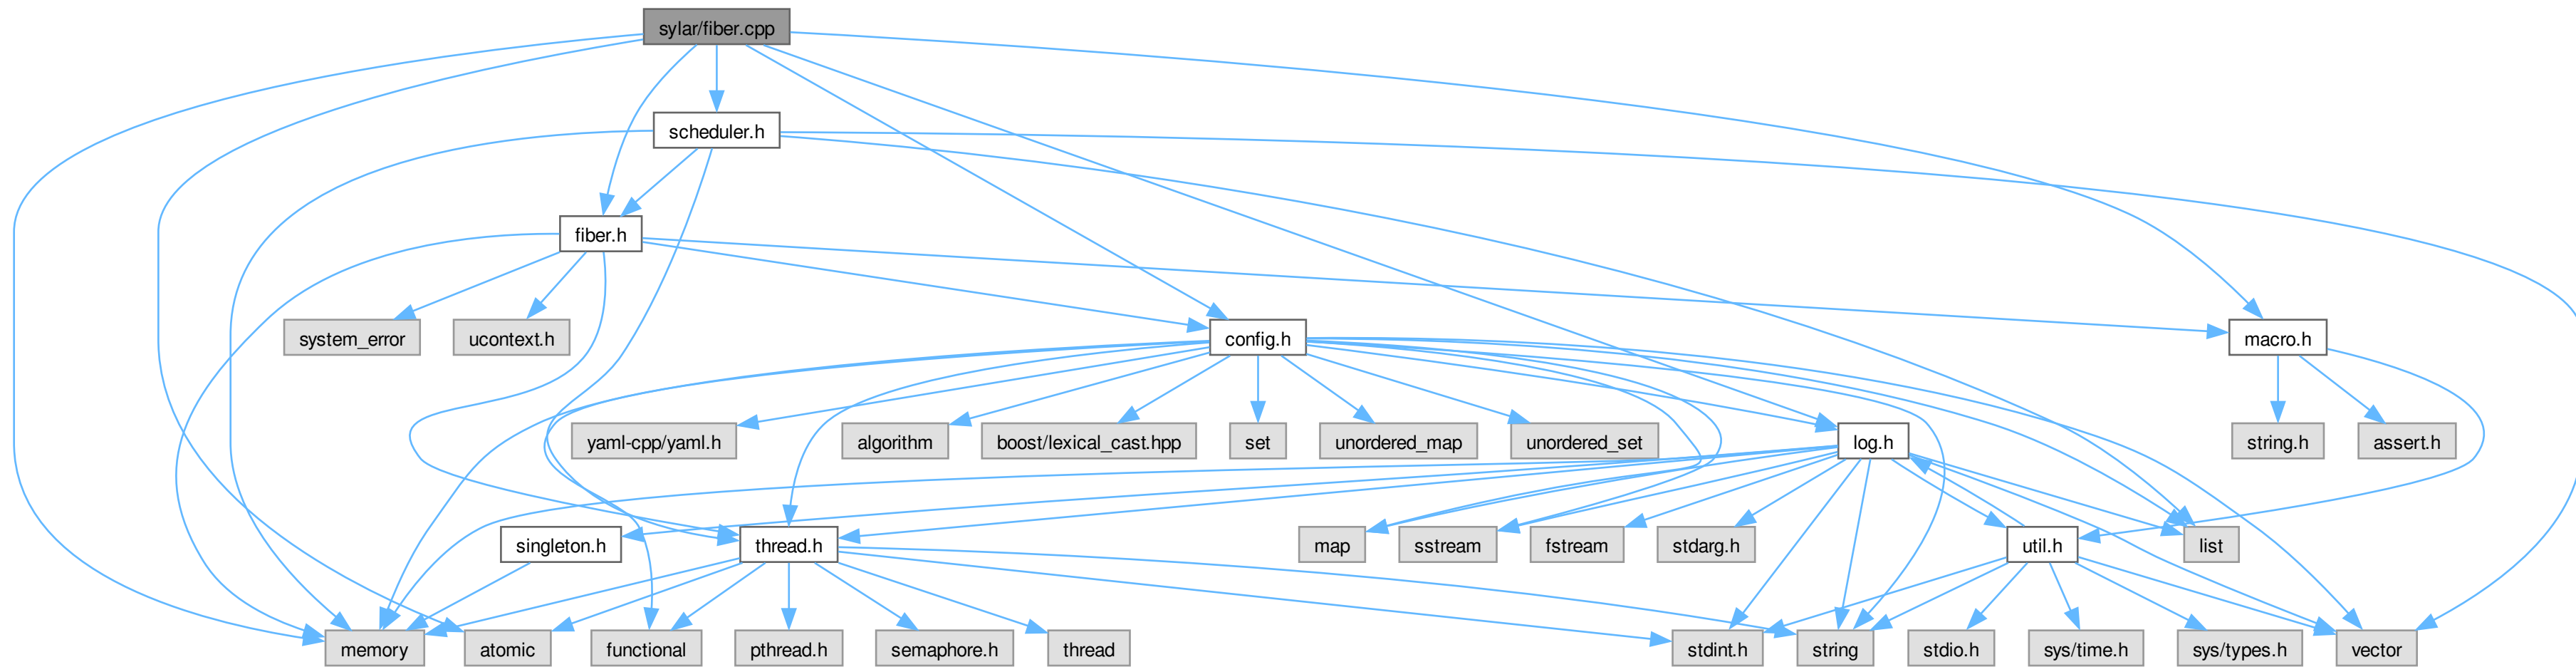 sylar/fiber.cpp
scheduler.h
fiber.h
system_error
ucontext.h
config.h
macro.h
yaml-cpp/yaml.h
algorithm
boost/lexical_cast.hpp
set
unordered_map
unordered_set
log.h
string.h
assert.h
singleton.h
thread.h
map
sstream
fstream
stdarg.h
util.h
list
memory
atomic
functional
pthread.h
semaphore.h
thread
stdint.h
string
stdio.h
sys/time.h
sys/types.h
vector